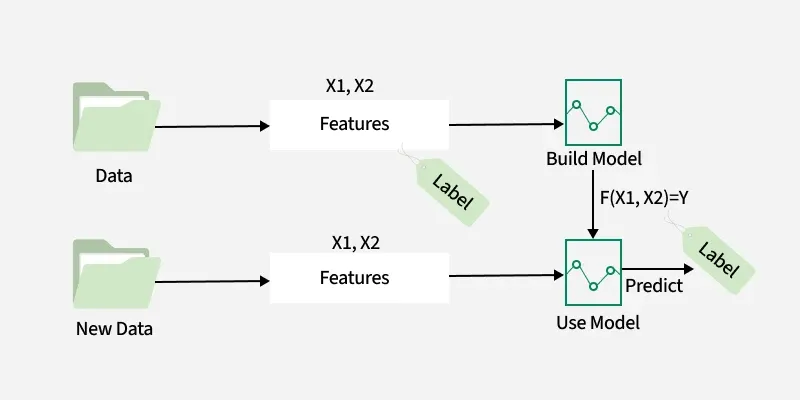 X1, X2
Features
Data
Label
Build Model
F(X1, X2)=Y
X1, X2
Features
New Data
Use Model
Predict
Label